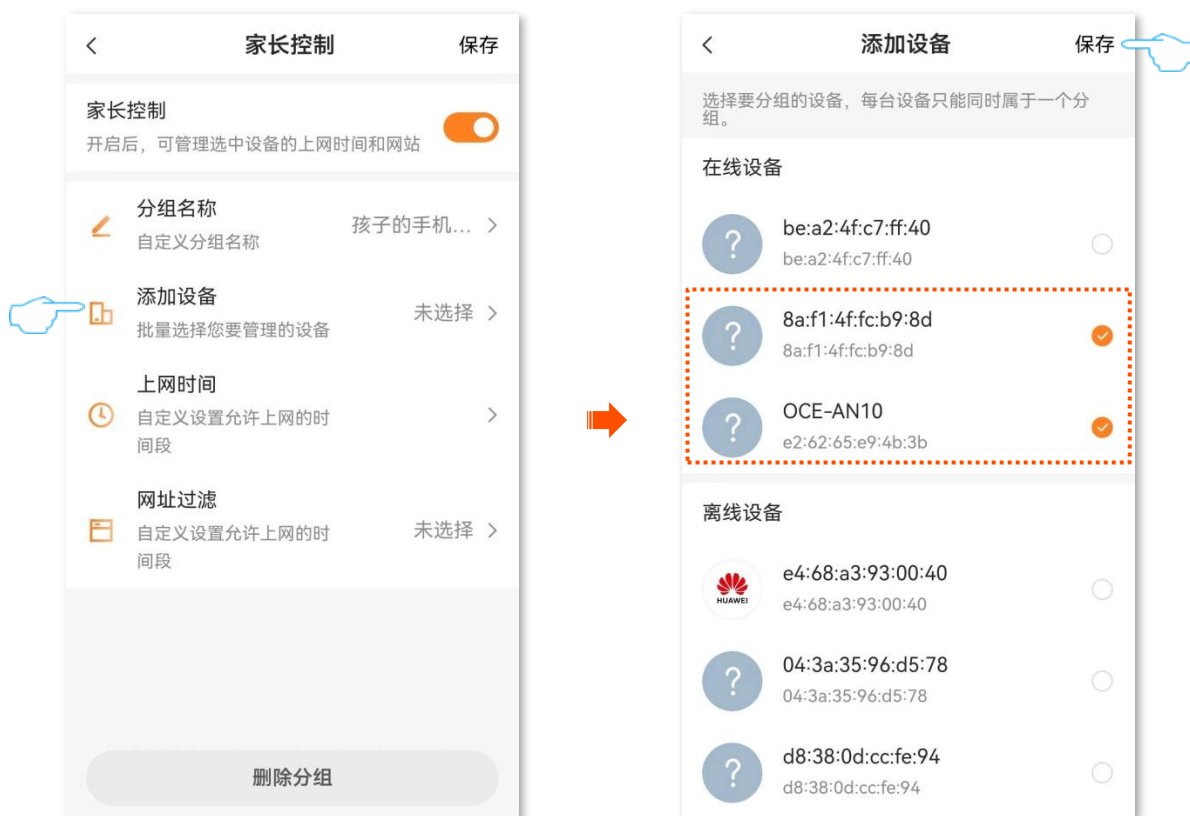 家长控制
保存
家长控制
开启后，可管理选中设备的上网时间和网站
分组名称
自定义分组名称
孩子的手机...
添加设备
批量选择您要管理的设备
未选择
上网时间
自定义设置允许上网的时
间段
网址过滤
自定义设置允许上网的时
间段
未选择
删除分组
添加设备
保存
选择要分组的设备，每台设备只能同时属于一个分
组。
在线设备
?
be:a2:4f:c7:ff:40
be:a2:4f:c7:ff:40
?
8a:f1:4f:fc:b9:8d
8a:f1:4f:fc:b9:8d
?
OCE-AN10
e2:62:65:e9:4b:3b
离线设备
HUAWEI
e4:68:a3:93:00:40
e4:68:a3:93:00:40
?
04:3a:35:96:d5:78
04:3a:35:96:d5:78
?
d8:38:0d:cc:fe:94
d8:38:0d:cc:fe:94